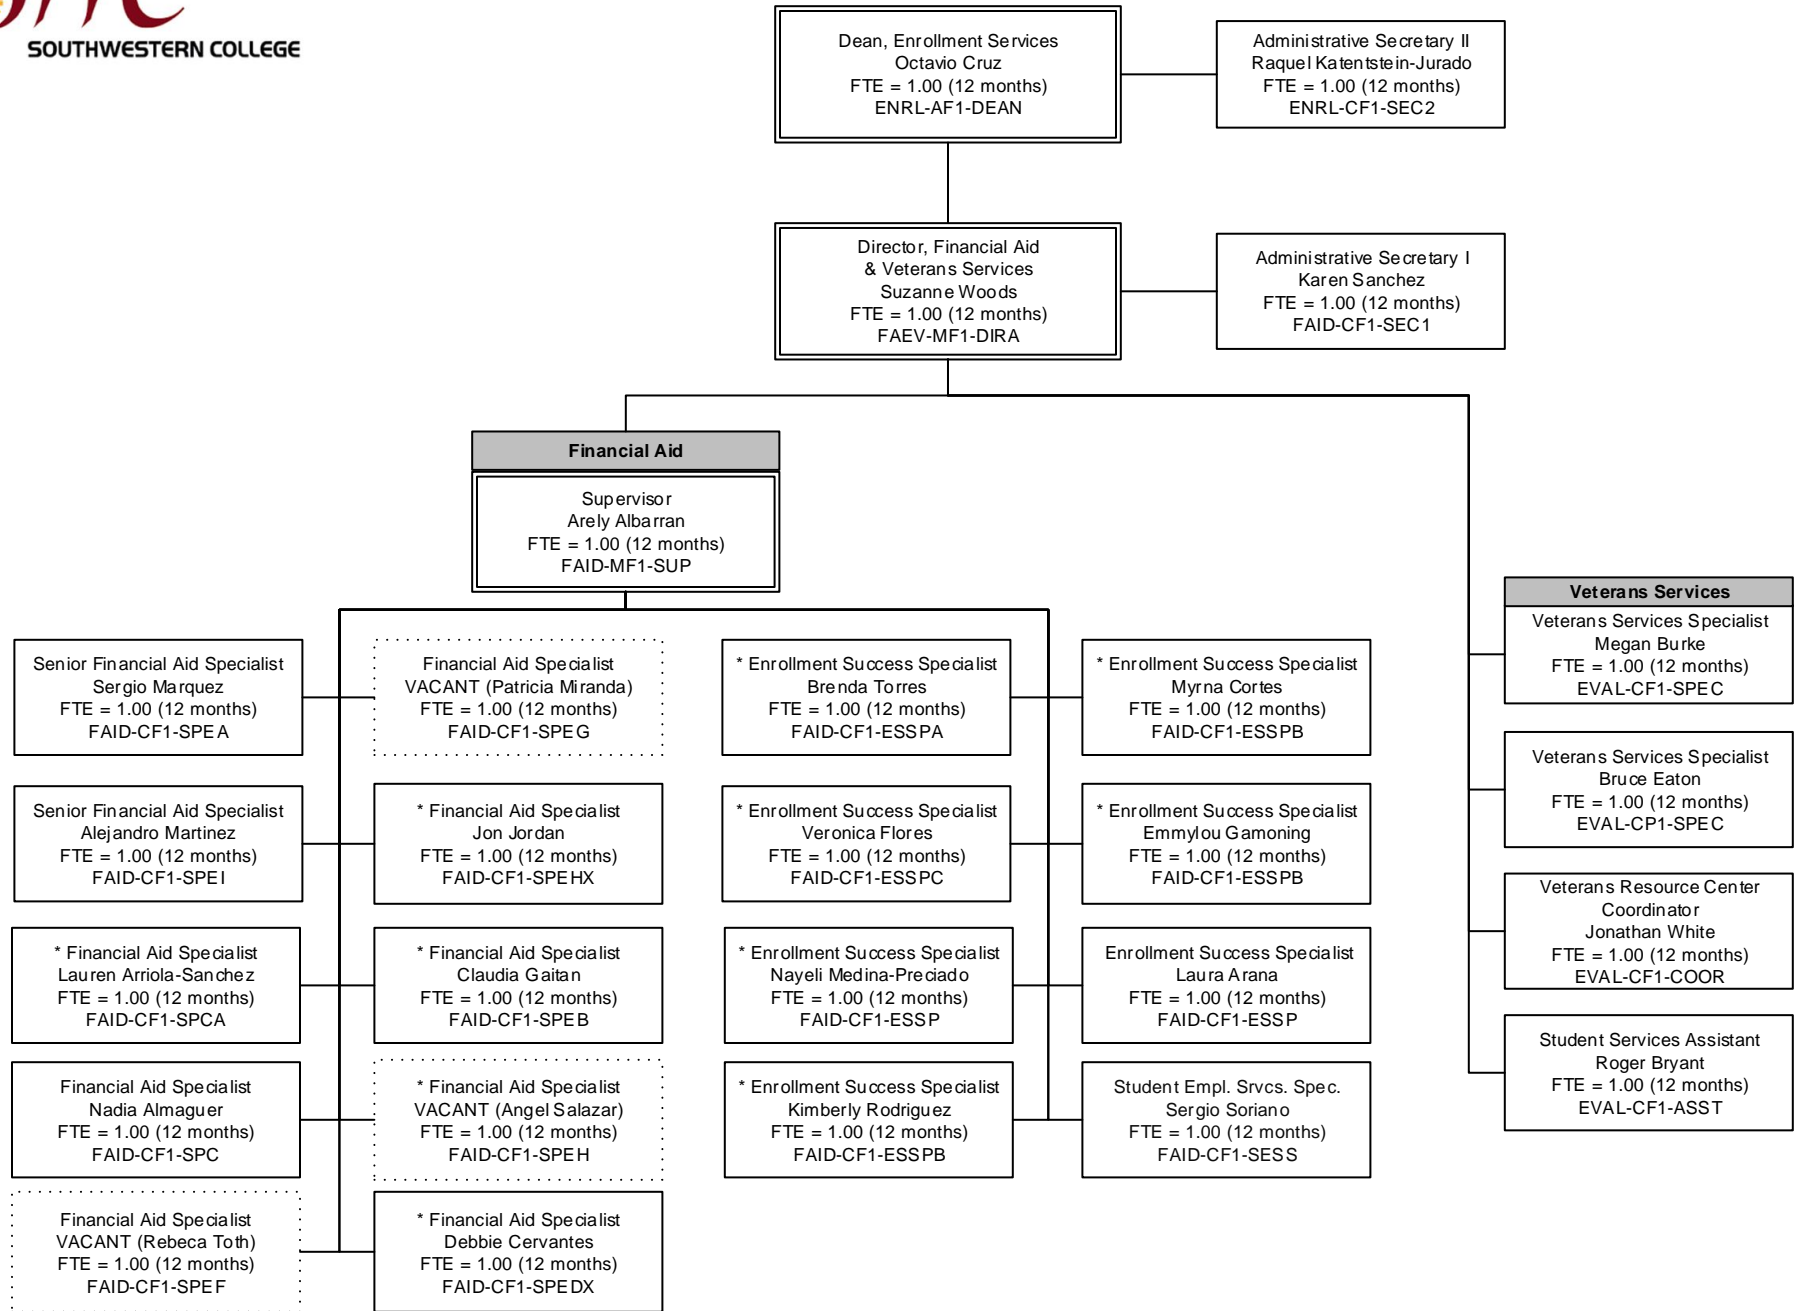 SOUTHWESTERN COLLEGE
Dean, Enrollment Services
Octavio Cruz
FTE = 1.00 (12 months)
ENRL-AF1-DEAN
Administrative Secretary II
Raquel Katentstein-Jurado
FTE = 1.00 (12 months)
ENRL-CF1-SEC2
Director, Financial Aid
& Veterans Services
Suzanne Woods
FTE = 1.00 (12 months)
FAEV-MF1-DIRA
Administrative Secretary I
Karen Sanchez
FTE = 1.00 (12 months)
FAID-CF1-SEC1
Financial Aid
Supervisor
Arely Albarran
FTE = 1.00 (12 months)
FAID-MF1-SUP
Senior Financial Aid Specialist
Sergio Marquez
FTE = 1.00 (12 months)
FAID-CF1-SPEA
Financial Aid Specialist
VACANT (Patricia Miranda)
FTE = 1.00 (12 months)
FAID-CF1-SPEG
* Enrollment Success Specialist
Brenda Torres
FTE = 1.00 (12 months)
FAID-CF1-ESSPA
* Enrollment Success Specialist
Myrna Cortes
FTE = 1.00 (12 months)
FAID-CF1-ESSPB
Senior Financial Aid Specialist
Alejandro Martinez
FTE = 1.00 (12 months)
FAID-CF1-SPEI
* Financial Aid Specialist
Jon Jordan
FTE = 1.00 (12 months)
FAID-CF1-SPEHX
* Enrollment Success Specialist
Veronica Flores
FTE = 1.00 (12 months)
FAID-CF1-ESSPC
* Enrollment Success Specialist
Emmylou Gamoning
FTE = 1.00 (12 months)
FAID-CF1-ESSPB
* Financial Aid Specialist
Lauren Arriola-Sanchez
FTE = 1.00 (12 months)
FAID-CF1-SPCA
* Financial Aid Specialist
Claudia Gaitan
FTE = 1.00 (12 months)
FAID-CF1-SPEB
* Enrollment Success Specialist
Nayeli Medina-Preciado
FTE = 1.00 (12 months)
FAID-CF1-ESSP
Enrollment Success Specialist
Laura Arana
FTE = 1.00 (12 months)
FAID-CF1-ESSP
Financial Aid Specialist
Nadia Almaguer
FTE = 1.00 (12 months)
FAID-CF1-SPC
* Financial Aid Specialist
VACANT (Angel Salazar)
FTE = 1.00 (12 months)
FAID-CF1-SPEH
* Enrollment Success Specialist
Kimberly Rodriguez
FTE = 1.00 (12 months)
FAID-CF1-ESSPB
Student Empl. Srvcs. Spec.
Sergio Soriano
FTE = 1.00 (12 months)
FAID-CF1-SESS
Financial Aid Specialist
VACANT (Rebeca Toth)
FTE = 1.00 (12 months)
FAID-CF1-SPEF
* Financial Aid Specialist
Debbie Cervantes
FTE = 1.00 (12 months)
FAID-CF1-SPEDX
Veterans Services
Veterans Services Specialist
Megan Burke
FTE = 1.00 (12 months)
EVAL-CF1-SPEC
Veterans Services Specialist
Bruce Eaton
FTE = 1.00 (12 months)
EVAL-CP1-SPEC
Veterans Resource Center
Coordinator
Jonathan White
FTE = 1.00 (12 months)
EVAL-CF1-COOR
Student Services Assistant
Roger Bryant
FTE = 1.00 (12 months)
EVAL-CF1-ASST